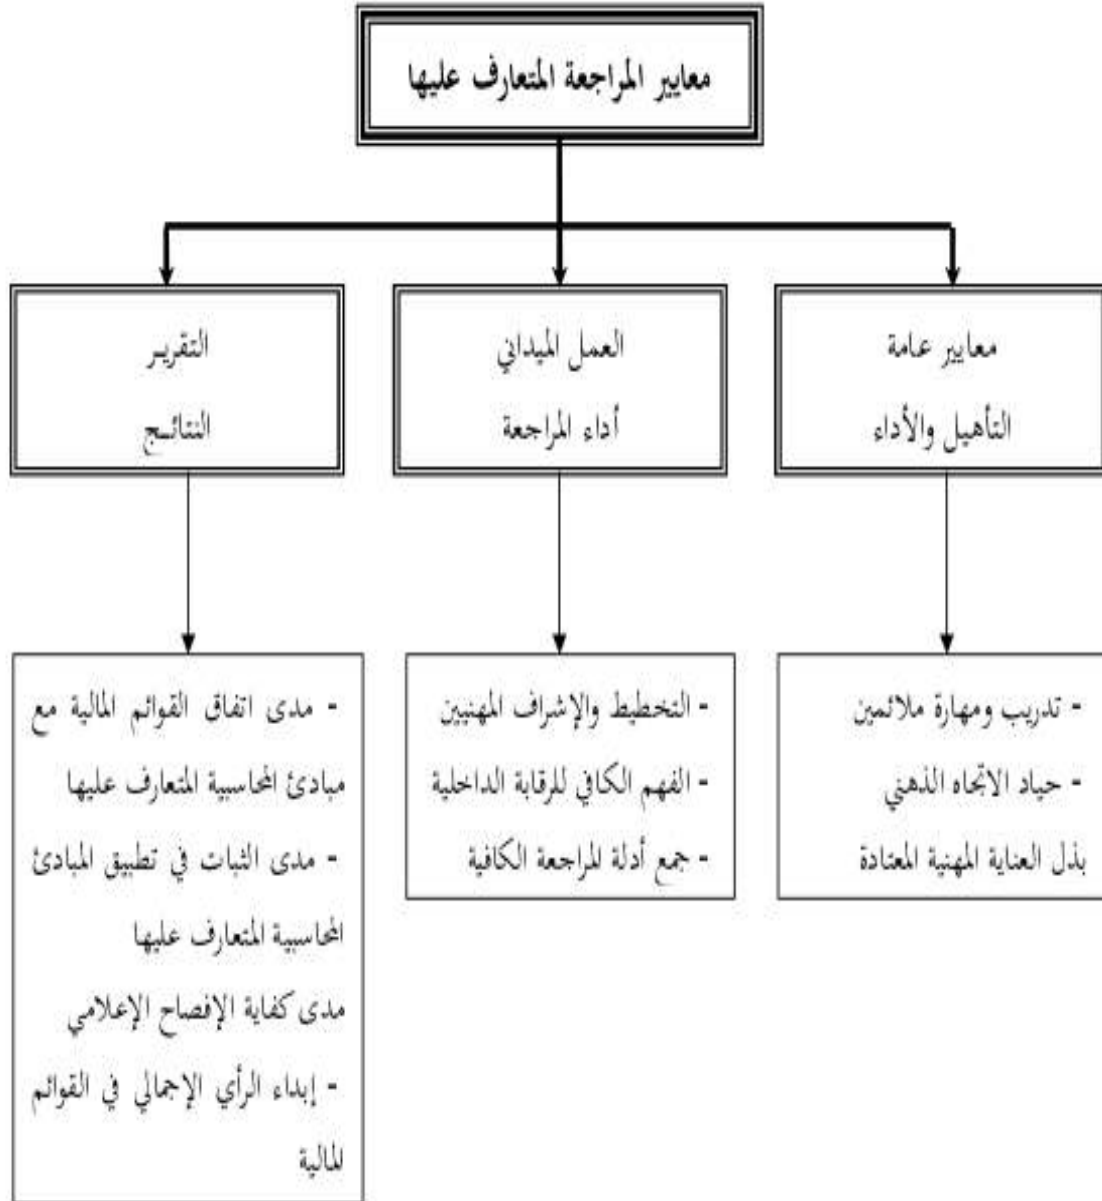 معايير المراجعة المتعارف عليها
معايير عامة
التأهيل والأداء
العمل الميداني
أداء المراجعة
التقريـر
النتائـج
- تدريب ومهارة ملائمين
- حياد الاتجاه الذهني
بذل العناية المهنية المعتادة
- التخطيط والإشراف المهنيين
- الفهم الكافي للرقابة الداخلية
- جمع أدلة المراجعة الكافية
- مدى اتفاق القوائم المالية مع
مبادئ المحاسبية المتعارف عليها
- مدى الثبات في تطبيق المبادئ
المحاسبية المتعارف عليها
مدى كفاية الإفصاح الإعلامي
- إبداء الرأي الإجمالي في القوائم
المالية